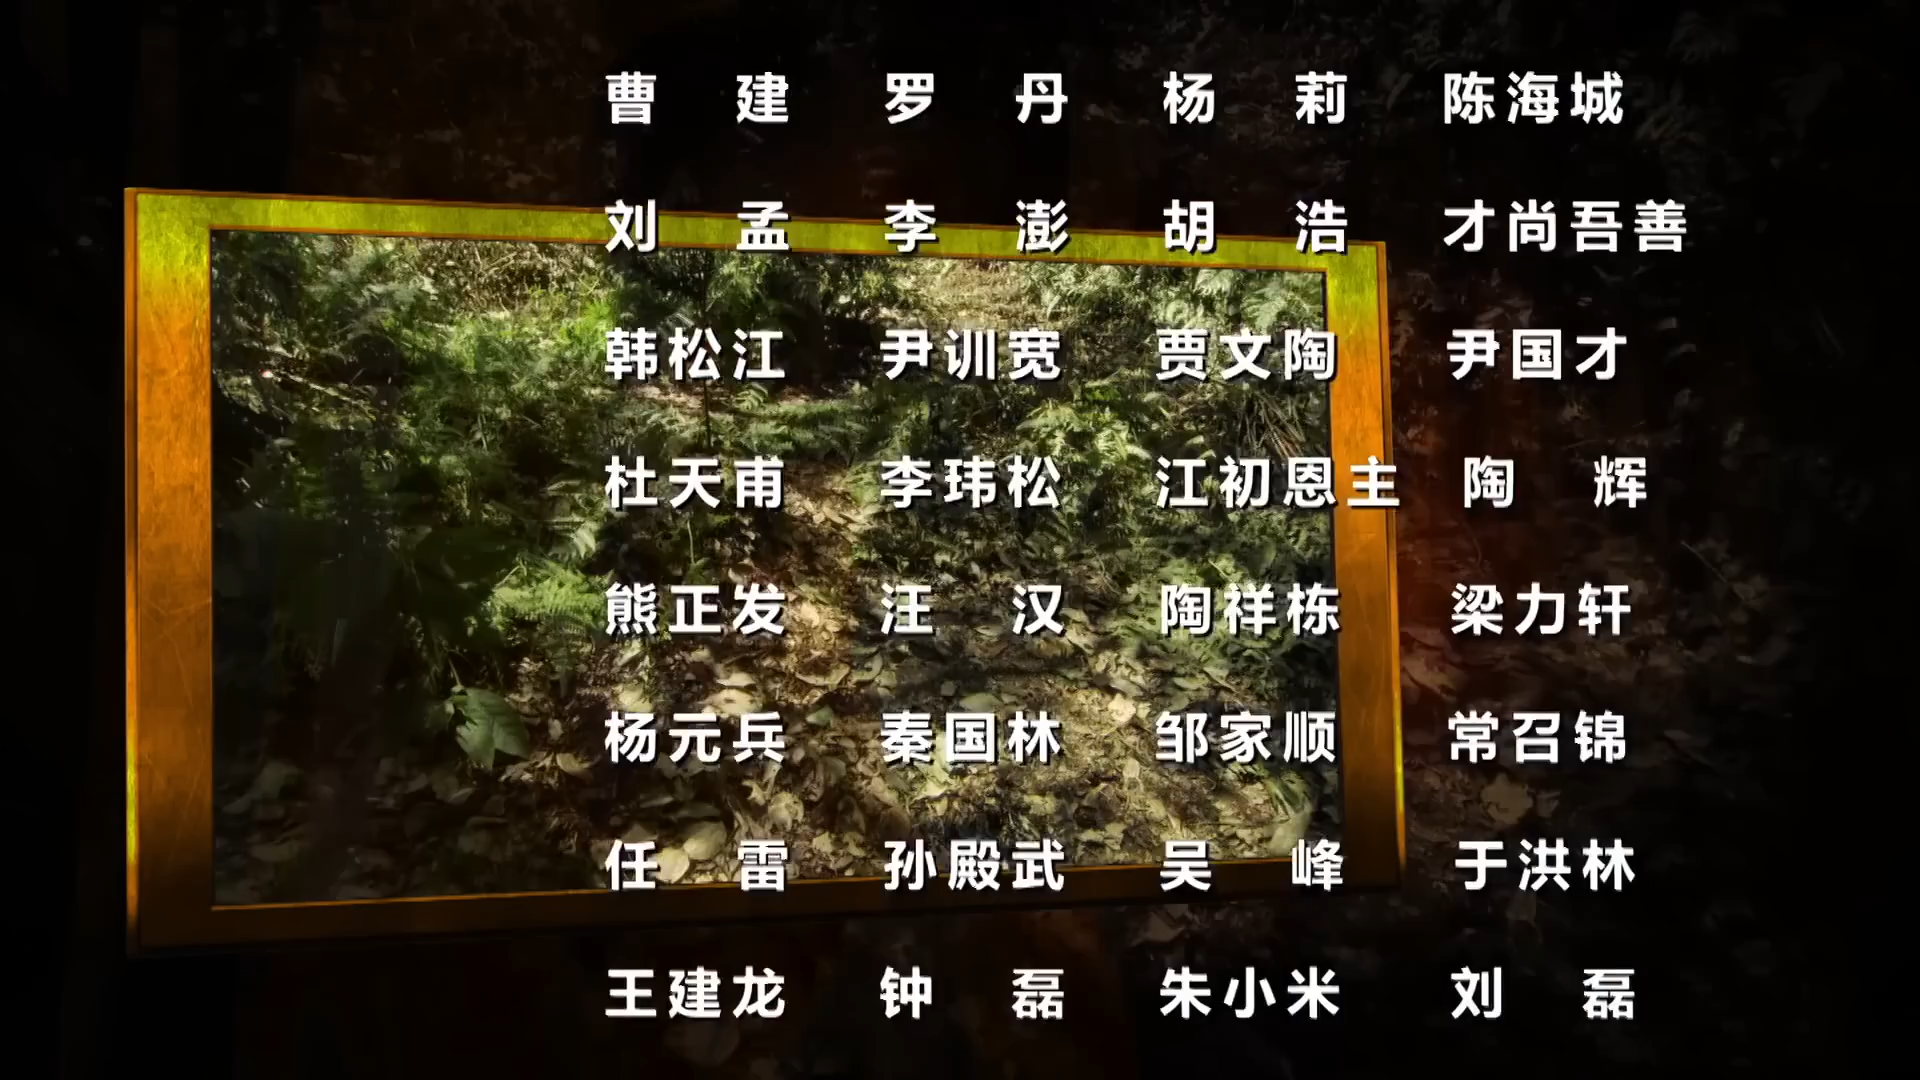 曹 建 罗 丹 杨 莉 陈海城
刘 孟 李 澎 胡 浩 才尚吾善
韩松江 尹训宽 贾文陶 尹国才
杜天甫 李玮松 江初恩主 陶 辉
熊正发 汪 汉 陶祥栋 梁力轩
杨元兵 秦国林 邹家顺 常召锦
任 雷 孙殿武 吴 峰 于洪林
王建龙 钟 磊 朱小米 刘 磊